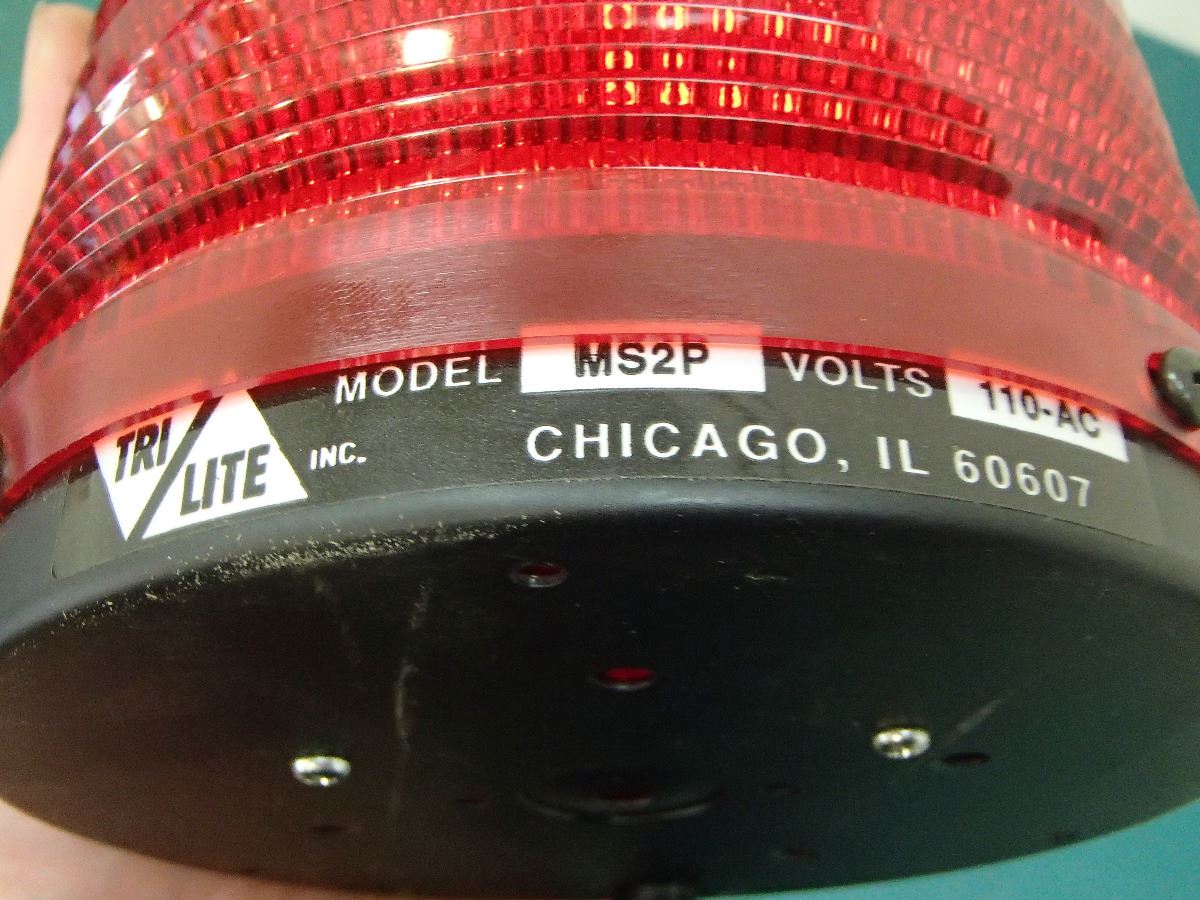 MODEL MS2P VOLTS 110-AC
TRI/LITE INC. CHICAGO, IL 60607